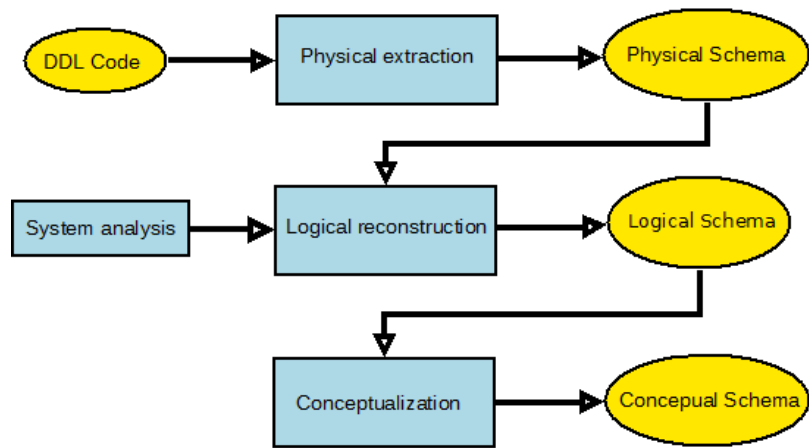 DDL Code
Physical extraction
Physical Schema
System analysis
Logical reconstruction
Logical Schema
Conceptualization
Concepual Schema